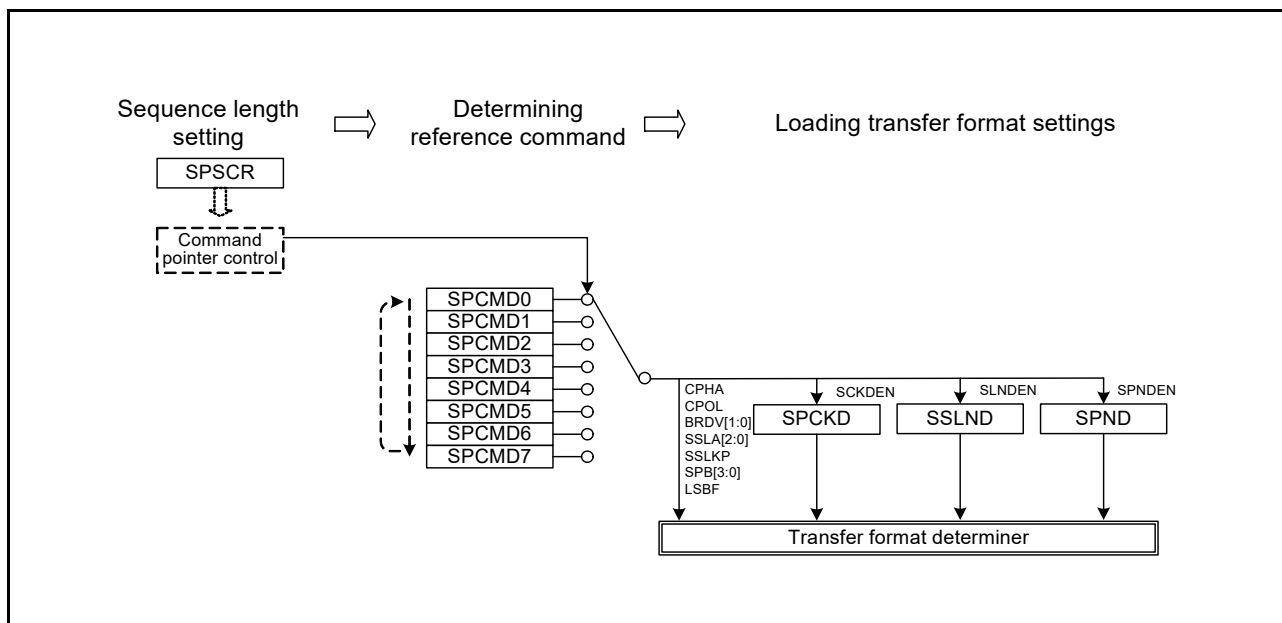 Sequence length
setting
Determining
reference command
Loading transfer format settings
SPSCR
Command
pointer control
SPCMD0
SPCMD1
SPCMD2
SPCMD3
SPCMD4
SPCMD5
SPCMD6
SPCMD7
CPHA
CPOL
BRDV[1:0]
SSLA[2:0]
SSLKP
SPB[3:0]
LSBF
SCKDEN
SPCKD
SLNDEN
SSLND
SPNDEN
SPND
Transfer format determiner